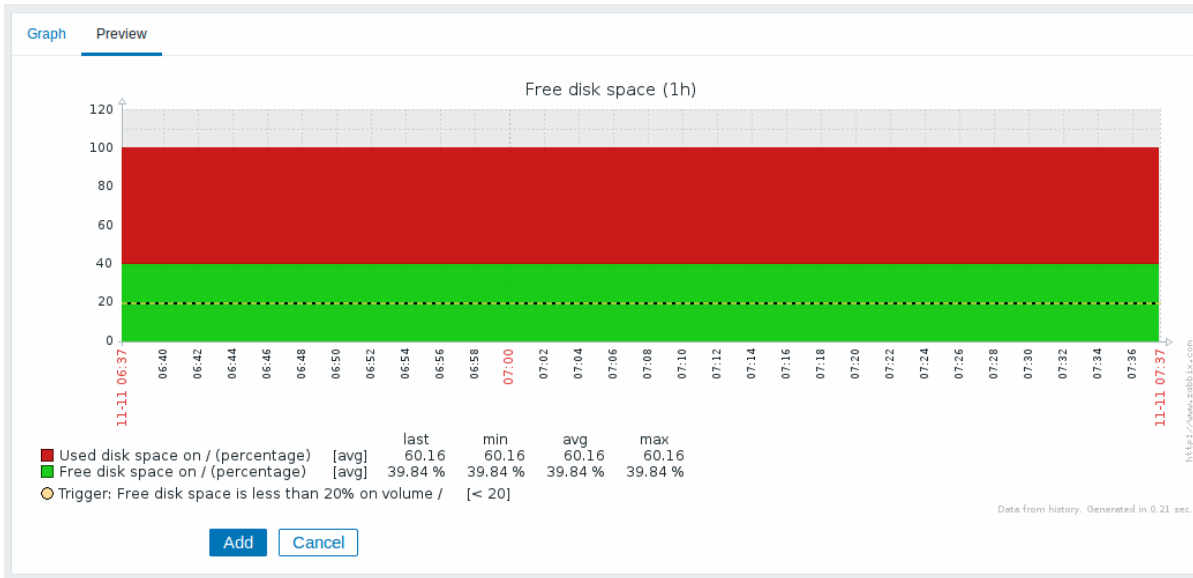 Graph Preview
Free disk space (1h)
120
100
80
60
40
20
0
11-11 06:37 06:40 06:42 06:44 06:46 06:48 06:50 06:52 06:54 06:56 06:58 07:00 07:02 07:04 07:06 07:08 07:10 07:12 07:14 07:16 07:18 07:20 07:22 07:24 07:26 07:28 07:30 07:32 07:34 07:36 11-11 07:37
http://www.zabbix.com
last min avg max
Used disk space on / (percentage) [avg] 60.16 60.16 60.16 60.16
Free disk space on / (percentage) [avg] 39.84 % 39.84 % 39.84 % 39.84 %
Trigger: Free disk space is less than 20% on volume / [< 20]
Data from history. Generated in 0.21 sec.
Add Cancel